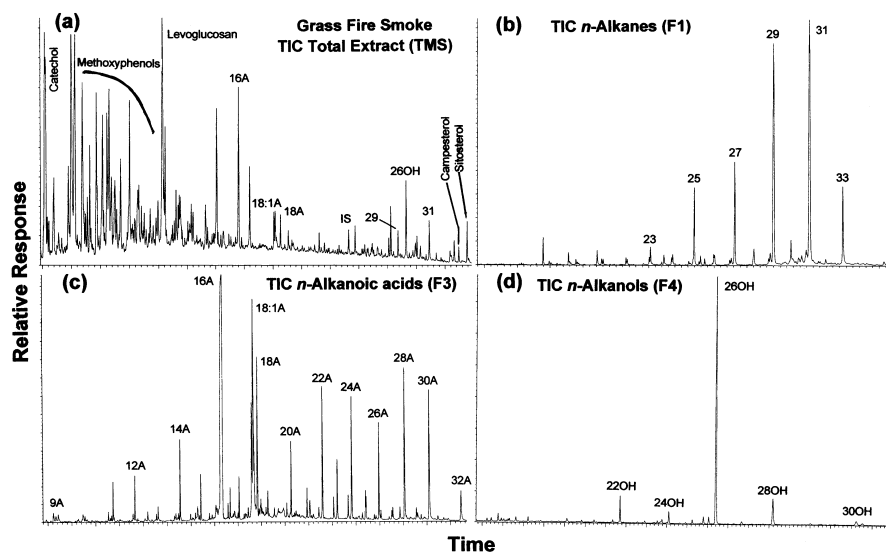 (a)
Grass Fire Smoke
TIC Total Extract (TMS)
Catechol
Methoxyphenols
Levoglucosan
16A
18:1A
18A
IS
29
26OH
31
Campesterol
Sitosterol
(b)
TIC n-Alkanes (F1)
23
25
27
29
31
33
(c)
TIC n-Alkanoic acids (F3)
9A
12A
14A
16A
18:1A
18A
20A
22A
24A
26A
28A
30A
32A
(d)
TIC n-Alkanols (F4)
22OH
24OH
26OH
28OH
30OH
Relative Response
Time